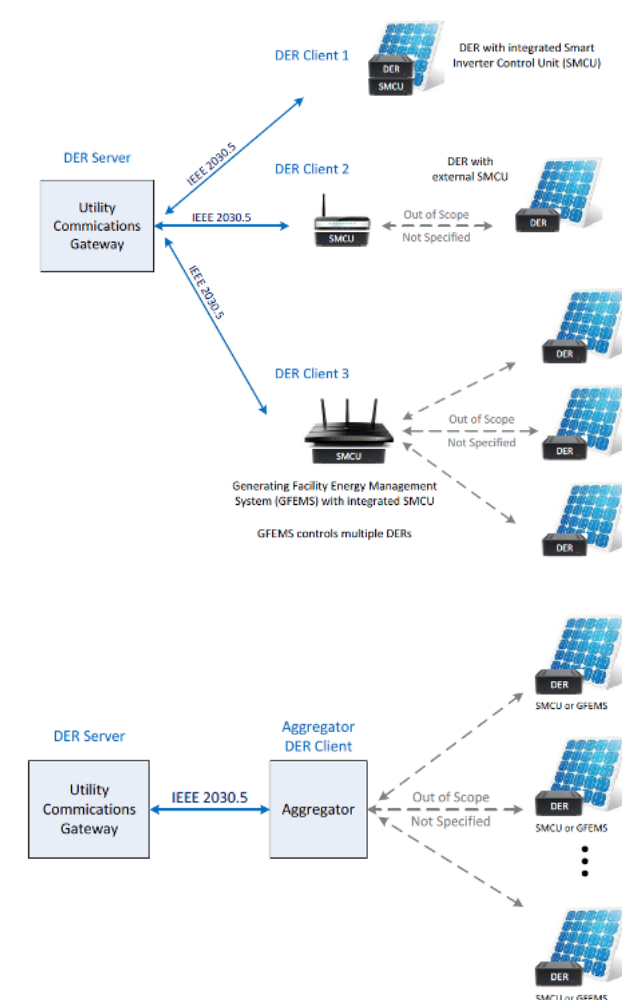 DER Client 1
DER with integrated Smart
Inverter Control Unit (SMCU)
DER
SMCU
IEEE 2030.5
DER Server
Utility
Commications
Gateway
DER Client 2
DER with
external SMCU
IEEE 2030.5
SMCU
Out of Scope
Not Specified
DER
IEEE 2030.5
DER Client 3
DER
SMCU
Out of Scope
Not Specified
DER
Generating Facility Energy Management
System (GFEMS) with integrated SMCU
GFEMS controls multiple DERs
DER
DER
SMCU or GFEMS
DER Server
Aggregator
DER Client
Utility
Commications
Gateway
IEEE 2030.5
Aggregator
Out of Scope
Not Specified
DER
SMCU or GFEMS
DER
SMCU or GFEMS